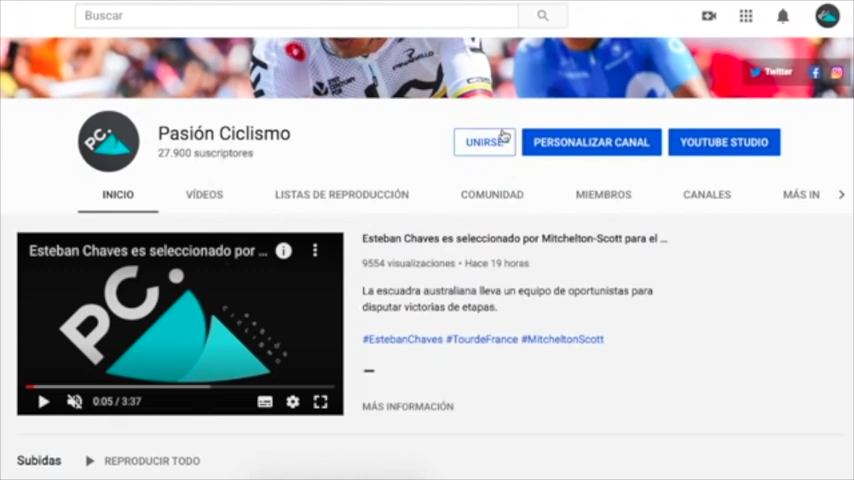 Buscar
Twitter
Pasión Ciclismo
27.900 suscriptores
UNIRSE
PERSONALIZAR CANAL
YOUTUBE STUDIO
INICIO
VÍDEOS
LISTAS DE REPRODUCCIÓN
COMUNIDAD
MIEMBROS
CANALES
MÁS IN
Esteban Chaves es seleccionado por ...
PC.
0:05 / 3:37
Esteban Chaves es seleccionado por Mitchelton-Scott para el ...
9554 visualizaciones • Hace 19 horas
La escuadra australiana lleva un equipo de oportunistas para
disputar victorias de etapas.
#EstebanChaves #TourdeFrance #MitcheltonScott
MÁS INFORMACIÓN
Subidas
REPRODUCIR TODO